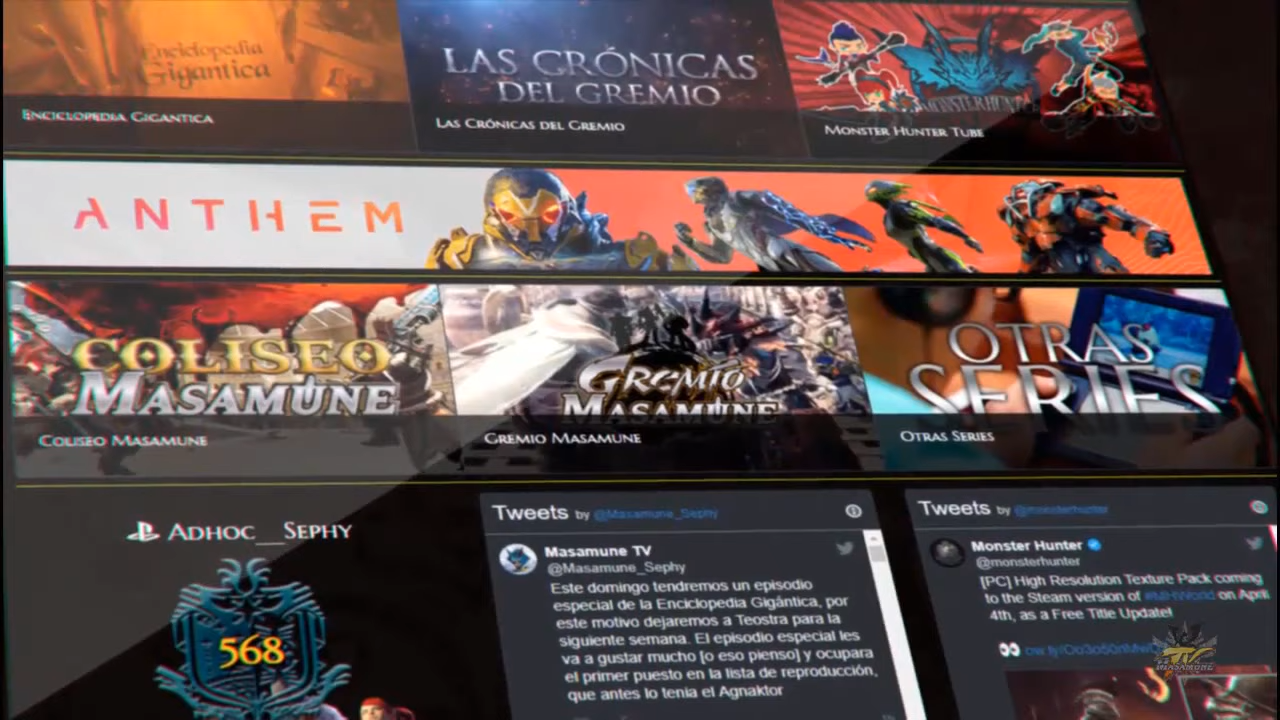 Enciclopedia
Gigantica
LAS CRÓNICAS
DEL GREMIO
MONSTER HUNTE
Enciclopedia Gigantica
Las Crónicas del Gremio
Monster Hunter Tube
ANTHEM
COLISEO
MASAMUNE
GREMIO
MASAMUNE
OTRAS
SERIES
Coliseo Masamune
Gremio Masamune
Otras Series
Adhoc__Sephy
568
Tweets by @Masamune_Sephy
Masamune TV
@Masamune_Sephy
Este domingo tendremos un episodio
especial de la Enciclopedia Gigántica, por
este motivo dejaremos a Teostra para la
siguiente semana. El episodio especial les
va a gustar mucho [o eso pienso] y ocupara
el primer puesto en la lista de reproducción,
que antes lo tenia el Agnaktor
Tweets by @monsterhunter
Monster Hunter
@monsterhunter
[PC] High Resolution Texture Pack coming
to the Steam version of #MHWorld on April
4th, as a Free Title Update!
TV
MASAMUNE